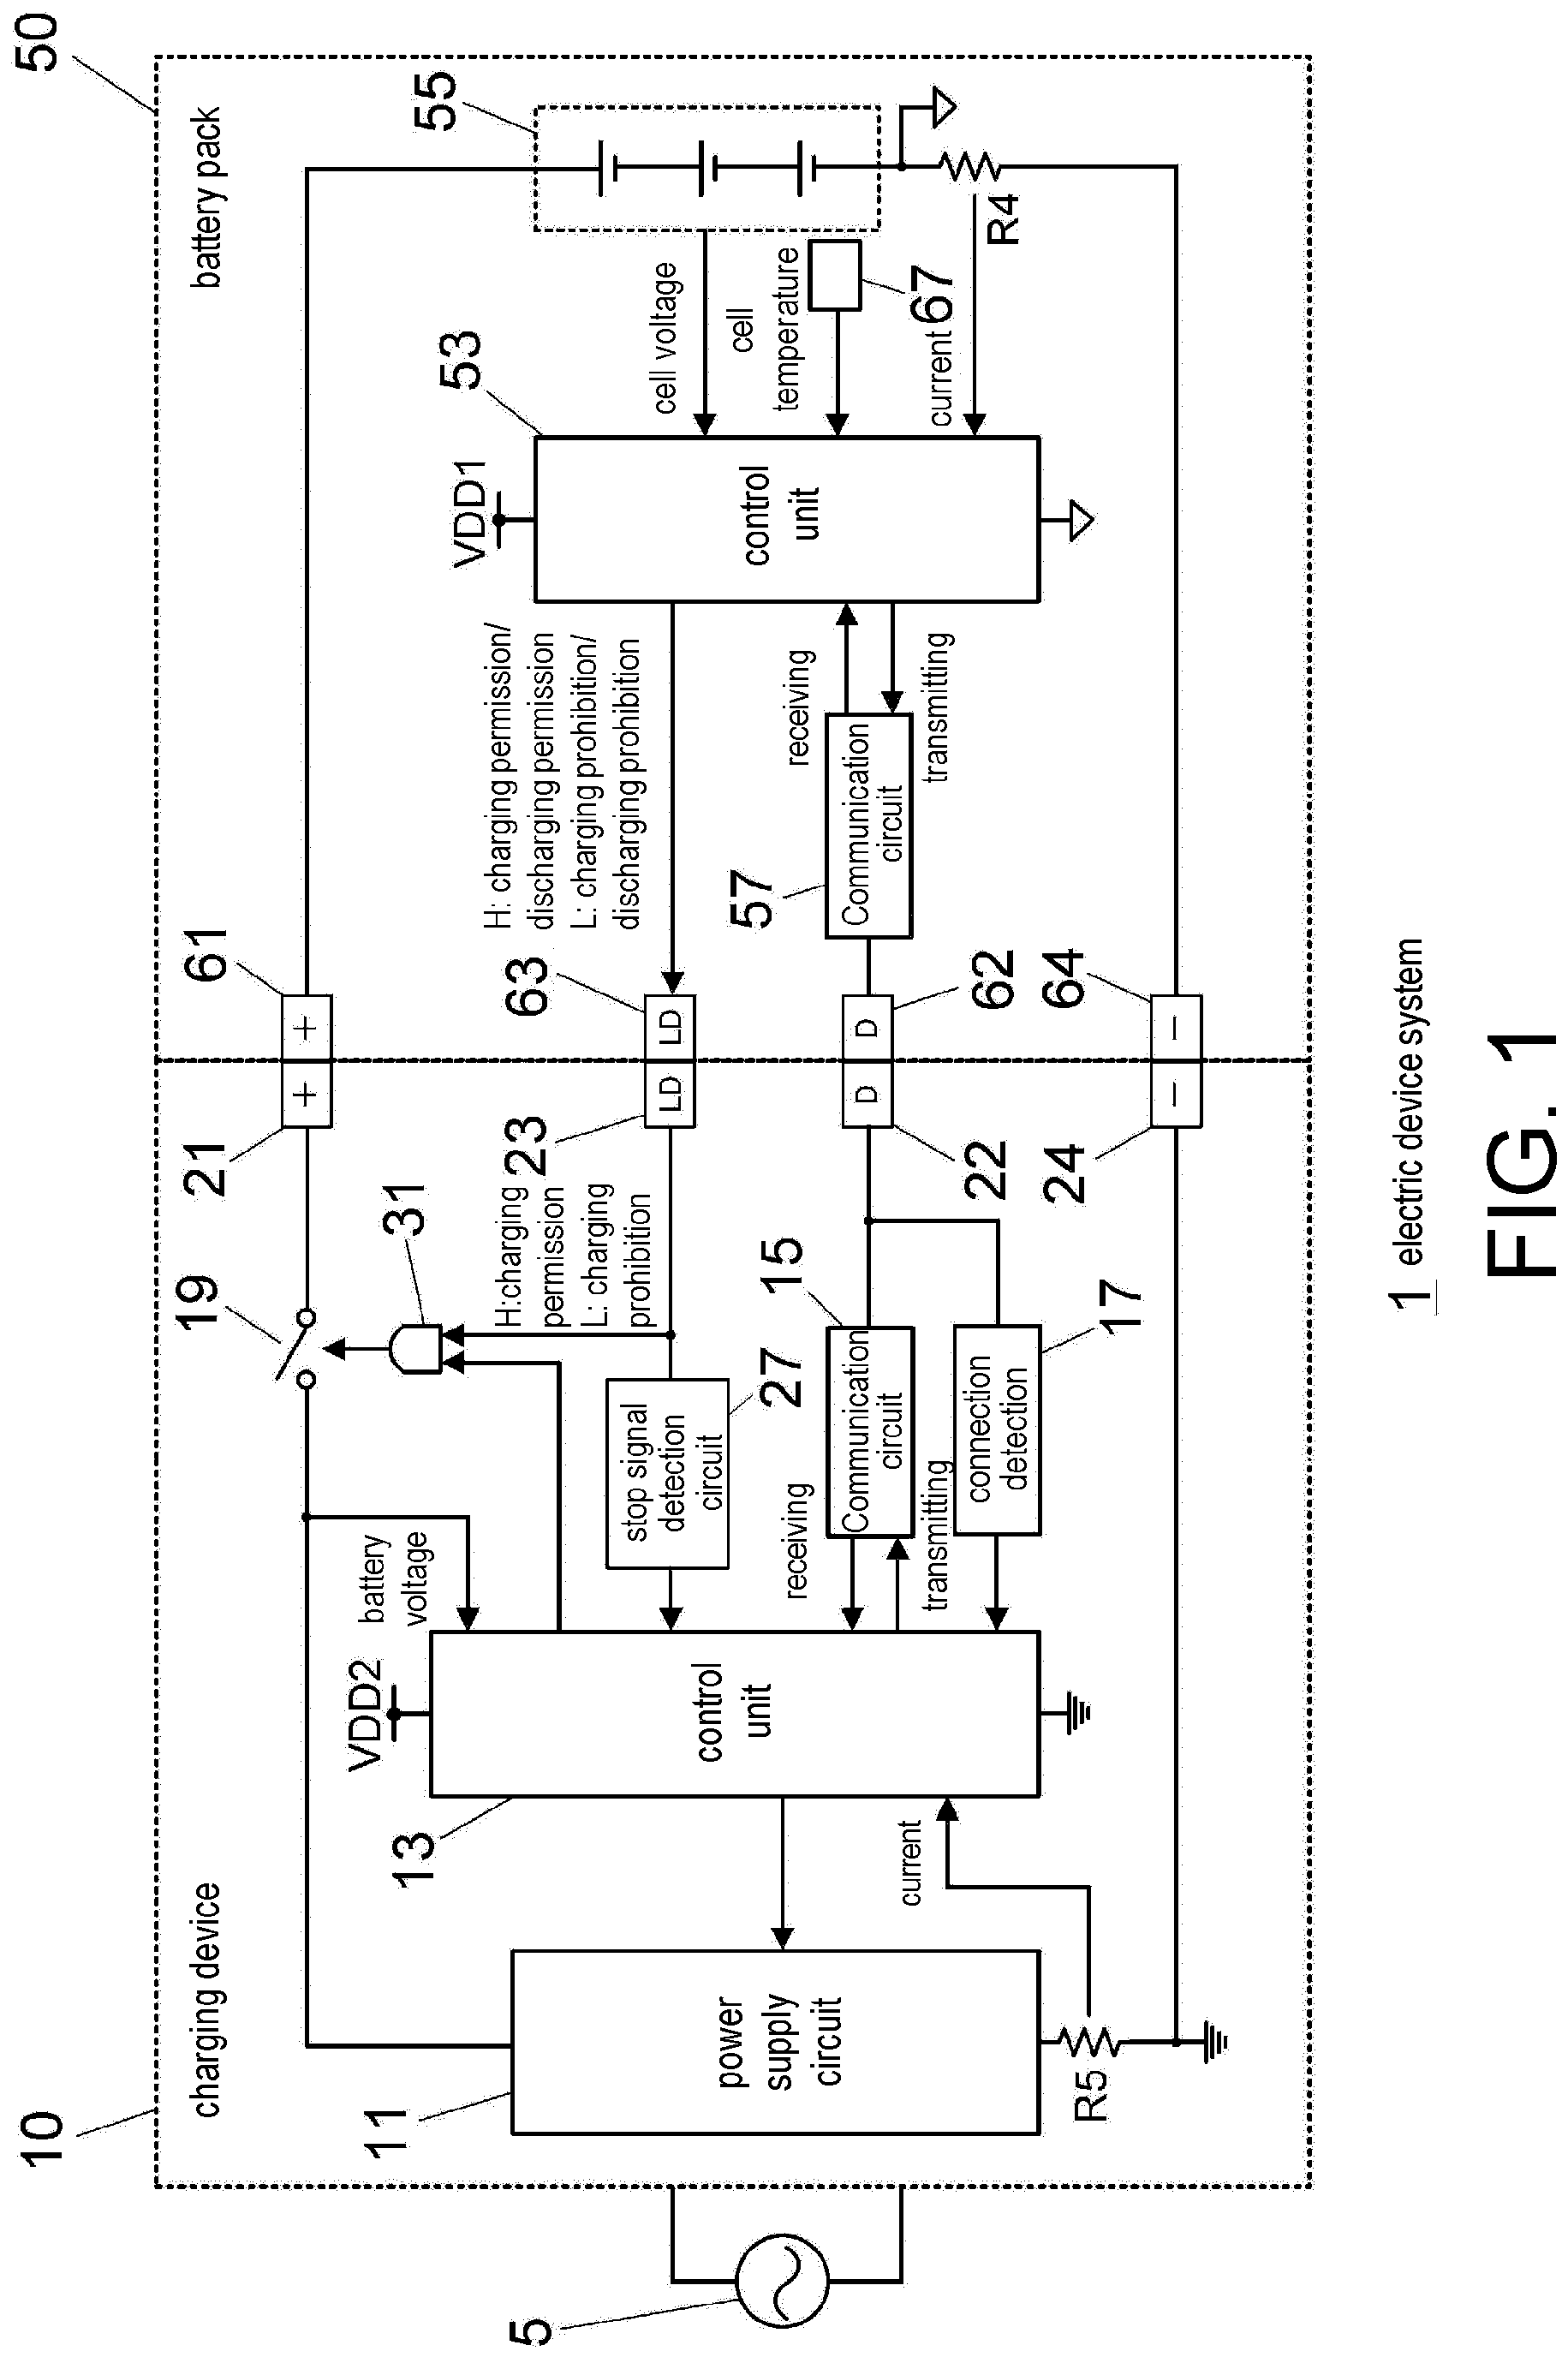 10
50
charging device
battery pack
19
21
61
55
31
VDD2
battery
voltage
13
11
+
+
53
VDD1
H:charging
permission
L: charging
prohibition
23
63
H: charging permission/
discharging permission
L: charging prohibition/
discharging prohibition
LD
LD
stop signal
detection
circuit
27
cell voltage
cell
temperature
67
5
power
supply
circuit
control
unit
control
unit
receiving
Communication
circuit
transmitting
15
57
receiving
Communication
circuit
transmitting
D
D
22
62
current
current
R4
connection
detection
17
24
64
R5
−
−
1 electric device system
FIG. 1